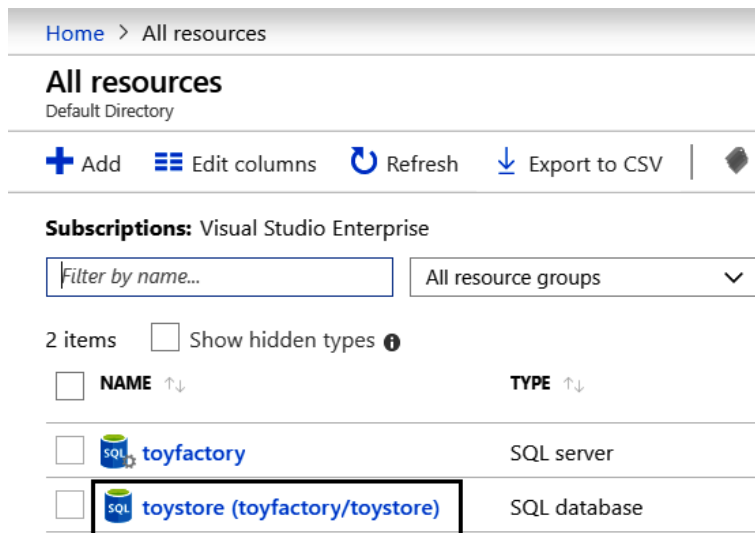 Home > All resources
All resources
Default Directory
Add Edit columns Refresh Export to CSV
Subscriptions: Visual Studio Enterprise
Filter by name... All resource groups
2 items Show hidden types
NAME TYPE
SQL toyfactory SQL server
SQL toystore (toyfactory/toystore) SQL database